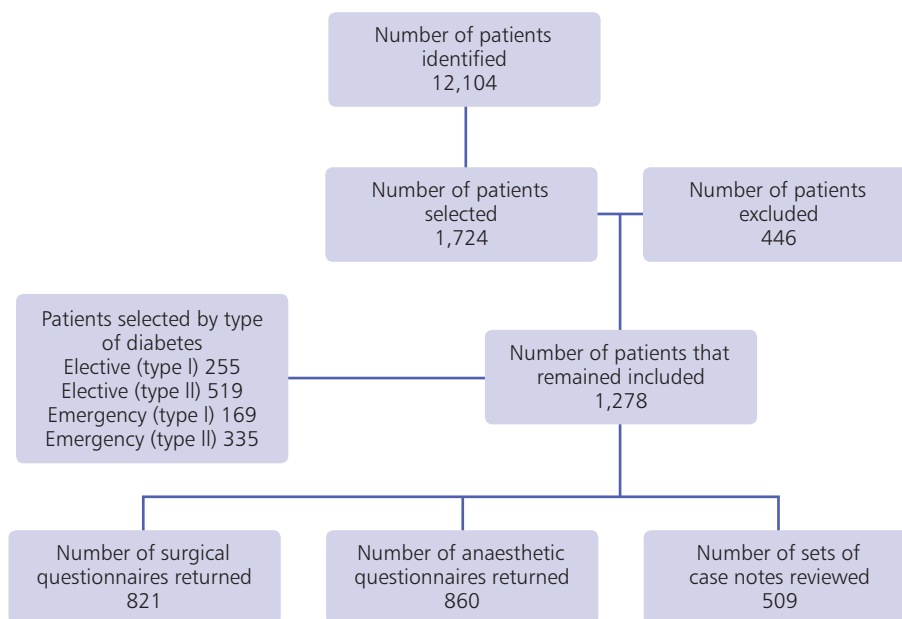 Number of patients
identified
12,104
Number of patients
selected
1,724
Number of patients
excluded
446
Patients selected by type
of diabetes
Elective (type I) 255
Elective (type II) 519
Emergency (type I) 169
Emergency (type II) 335
Number of patients that
remained included
1,278
Number of surgical
questionnaires returned
821
Number of anaesthetic
questionnaires returned
860
Number of sets of
case notes reviewed
509